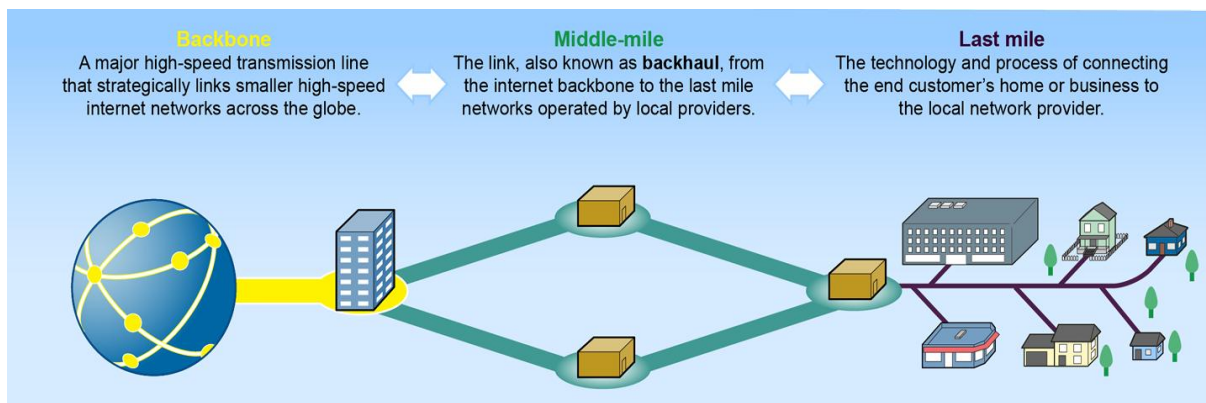 Backbone
A major high-speed transmission line
that strategically links smaller high-speed
internet networks across the globe.
Middle-mile
The link, also known as backhaul, from
the internet backbone to the last mile
networks operated by local providers.
Last mile
The technology and process of connecting
the end customer's home or business to
the local network provider.